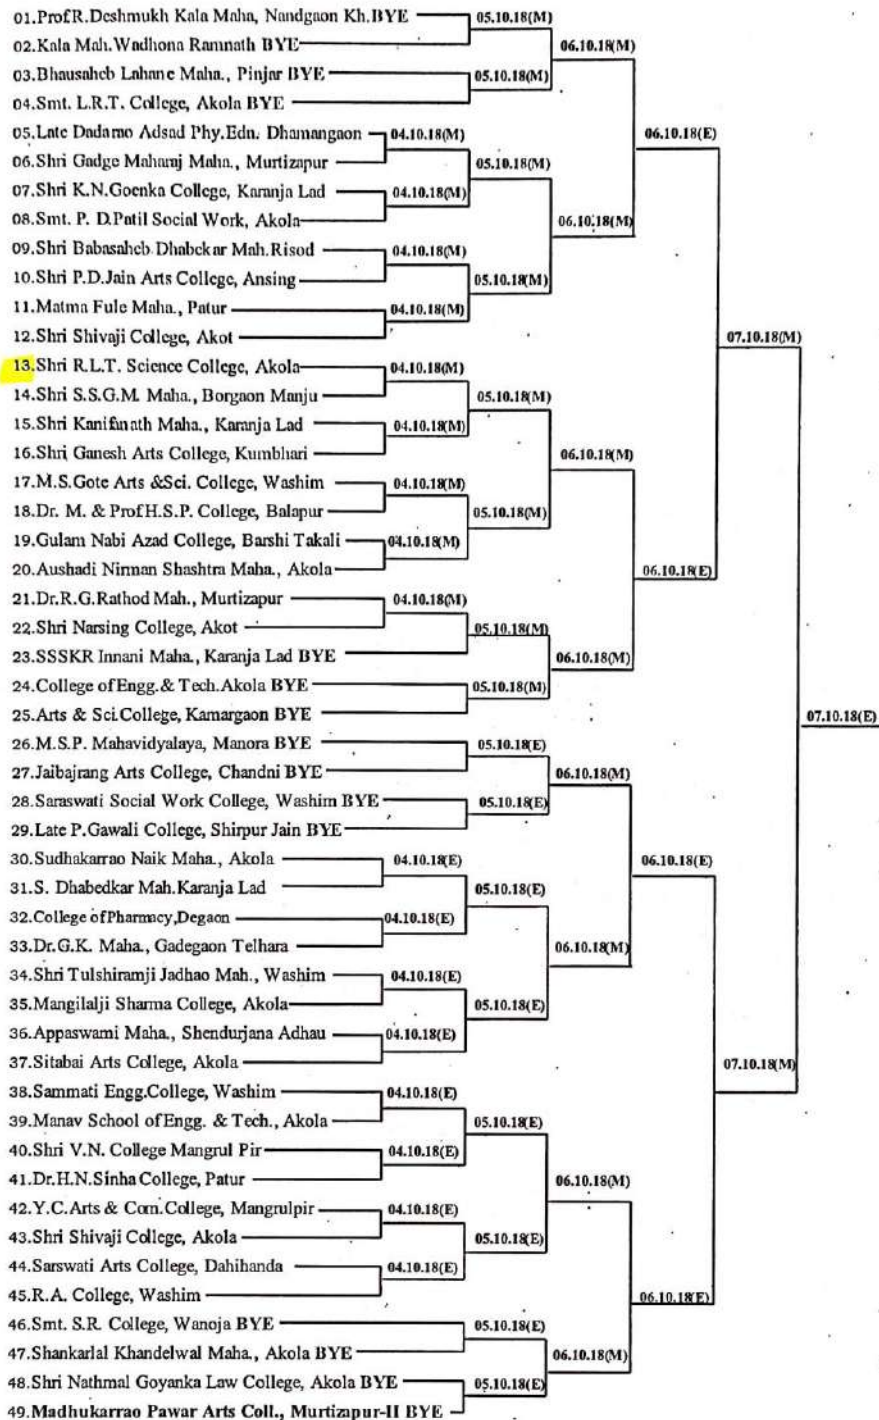 01.Prof R.Deshmukh Kala Maha, Nandgaon Kh.BYE
05.10.18(M)
02.Kala Mah.Wadhona Ramnath BYE
06.10.18(M)
03.Bhausaheb Lahane Maha., Pinjar BYE
05.10.18(M)
04.Smt. L.R.T. College, Akola BYE
05.Late Dadarao Adsad Phy.Edn. Dhamangaon
04.10.18(M)
06.10.18(E)
06.Shri Gadge Maharaj Maha., Murtizapur
05.10.18(M)
07.Shri K.N.Goenka College, Karanja Lad
04.10.18(M)
08.Smt. P. D.Patil Social Work, Akola
06.10.18(M)
09.Shri Babasaheb Dhabekar Mah.Risod
04.10.18(M)
10.Shri P.D.Jain Arts College, Ansing
05.10.18(M)
11.Matma Fule Maha., Patur
04.10.18(M)
12.Shri Shivaji College, Akot
07.10.18(M)
13.Shri R.L.T. Science College, Akola
04.10.18(M)
14.Shri S.S.G.M. Maha., Borgaon Manju
05.10.18(M)
15.Shri Kanifnath Maha., Karanja Lad
04.10.18(M)
16.Shri Ganesh Arts College, Kumbhari
06.10.18(M)
17.M.S.Gote Arts &Sci. College, Washim
04.10.18(M)
18.Dr. M. & Prof H.S.P. College, Balapur
05.10.18(M)
19.Gulam Nabi Azad College, Barshi Takali
04.10.18(M)
20.Aushadi Nirman Shashtra Maha., Akola
06.10.18(E)
21.Dr.R.G.Rathod Mah., Murtizapur
04.10.18(M)
22.Shri Narsing College, Akot
05.10.18(M)
23.SSSKR Innani Maha., Karanja Lad BYE
06.10.18(M)
24.College of Engg.& Tech.Akola BYE
05.10.18(M)
25.Arts & Sci.College, Kamargaon BYE
07.10.18(E)
26.M.S.P. Mahavidyalaya, Manora BYE
05.10.18(E)
27.Jaibajrang Arts College, Chandni BYE
06.10.18(M)
28.Saraswati Social Work College, Washim BYE
05.10.18(E)
29.Late P.Gawali College, Shirpur Jain BYE
30.Sudhakarrao Naik Maha., Akola
04.10.18(E)
06.10.18(E)
31.S. Dhabedkar Mah.Karanja Lad
05.10.18(E)
32.College of Pharmacy,Degaon
04.10.18(E)
33.Dr.G.K. Maha., Gadegaon Telhara
06.10.18(M)
34.Shri Tulshiramji Jadhao Mah., Washim
04.10.18(E)
35.Mangilalji Sharma College, Akola
05.10.18(E)
36.Appaswami Maha., Shendurjana Adhau
04.10.18(E)
37.Sitabai Arts College, Akola
07.10.18(M)
38.Sammati Engg.College, Washim
04.10.18(E)
39.Manav School of Engg. & Tech., Akola
05.10.18(E)
40.Shri V.N. College Mangrul Pir
04.10.18(E)
41.Dr.H.N.Sinha College, Patur
06.10.18(M)
42.Y.C.Arts & Com.College, Mangrulpir
04.10.18(E)
43.Shri Shivaji College, Akola
05.10.18(E)
44.Sarswati Arts College, Dahihanda
04.10.18(E)
45.R.A. College, Washim
06.10.18(E)
46.Smt. S.R. College, Wanoja BYE
05.10.18(E)
47.Shankarlal Khandelwal Maha., Akola BYE
06.10.18(M)
48.Shri Nathmal Goyanka Law College, Akola BYE
05.10.18(E)
49.Madhukarrao Pawar Arts Coll., Murtizapur-II BYE